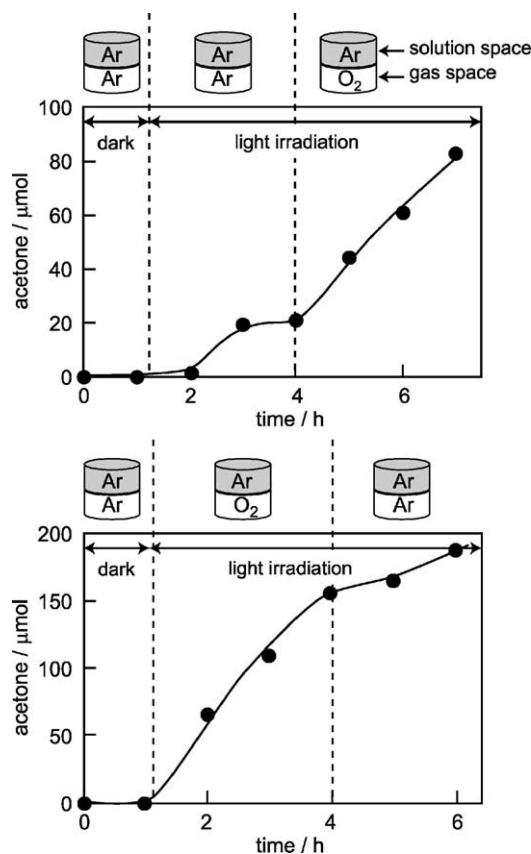 Ar Ar Ar solution space
Ar Ar O₂ gas space
100
dark light irradiation
80
60
40
20
0
acetone / μmol
0 2 4 6
time / h
Ar Ar Ar
Ar O₂ Ar
200
dark light irradiation
150
100
50
0
acetone / μmol
0 2 4 6
time / h